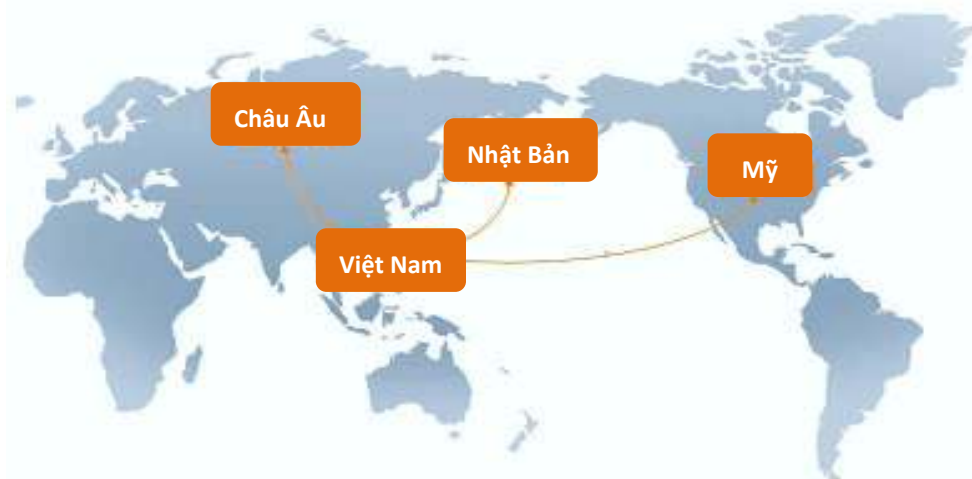 Châu Âu
Nhật Bản
Mỹ
Việt Nam